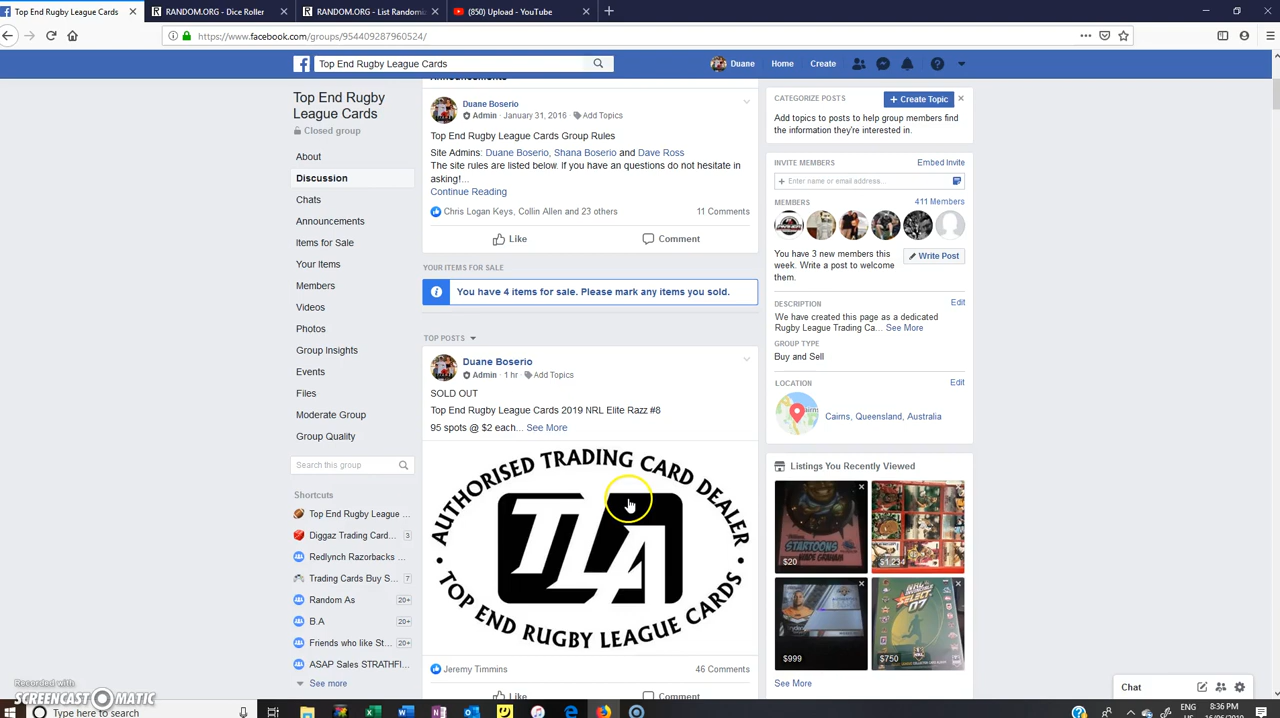 Top End Rugby League Cards
RANDOM.ORG - Dice Roller
RANDOM.ORG - List Randomi
(850) Upload - YouTube
https://www.facebook.com/groups/954409287960524/
Top End Rugby League Cards
Duane
Home
Create
Top End Rugby
League Cards
Closed group
About
Discussion
Chats
Announcements
Items for Sale
Your Items
Members
Videos
Photos
Group Insights
Events
Files
Moderate Group
Group Quality
Search this group
Shortcuts
Top End Rugby League ...
Diggaz Trading Card... 3
Redlynch Razorbacks ...
Trading Cards Buy S... 7
Random As 20+
B.A 20+
Friends who like St... 20+
ASAP Sales STRATHFI...
See more
Announcements
Duane Boserio
Admin · January 31, 2016 · Add Topics
Top End Rugby League Cards Group Rules
Site Admins: Duane Boserio, Shana Boserio and Dave Ross
The site rules are listed below. If you have an questions do not hesitate in
asking!...
Continue Reading
Chris Logan Keys, Collin Allen and 23 others
11 Comments
Like
Comment
YOUR ITEMS FOR SALE
You have 4 items for sale. Please mark any items you sold.
TOP POSTS
Duane Boserio
Admin · 1 hr · Add Topics
SOLD OUT
Top End Rugby League Cards 2019 NRL Elite Razz #8
95 spots @ $2 each... See More
AUTHORISED TRADING CARD DEALER
TLA
• TOP END RUGBY LEAGUE CARDS •
Jeremy Timmins
46 Comments
Like
Comment
CATEGORIZE POSTS
+ Create Topic
Add topics to posts to help group members find
the information they're interested in.
INVITE MEMBERS
Embed Invite
+ Enter name or email address...
MEMBERS
411 Members
You have 3 new members this
week. Write a post to welcome
them.
Write Post
DESCRIPTION
Edit
We have created this page as a dedicated
Rugby League Trading Ca... See More
GROUP TYPE
Buy and Sell
LOCATION
Edit
Cairns, Queensland, Australia
Listings You Recently Viewed
STARTOONS
WADE GRAHAM
$20
$1,234
$999
SELECT
07
$750
See More
Chat
Recorded with
SCREENCAST-O-MATIC
Type here to search
ENG
8:36 PM